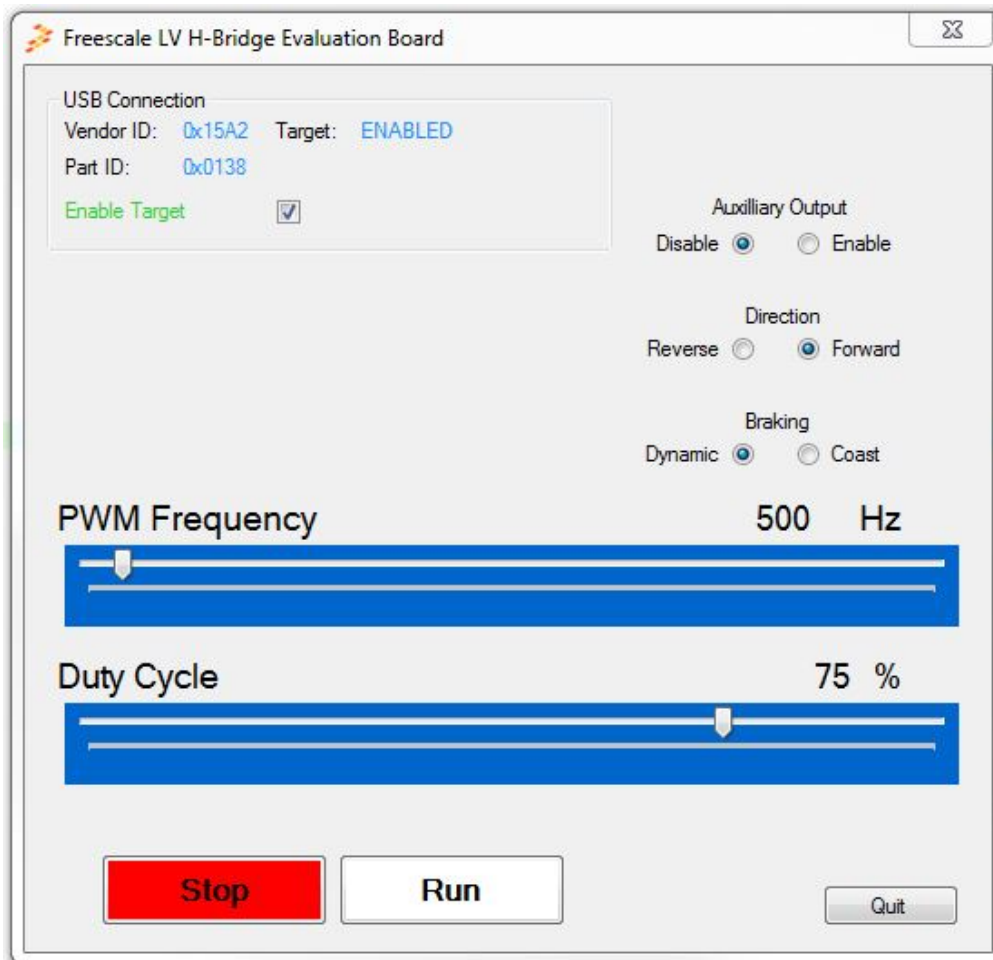 Freescale LV H-Bridge Evaluation Board
USB Connection
Vendor ID: 0x15A2 Target: ENABLED
Part ID: 0x0138
Enable Target
Auxilliary Output
Disable Enable
Direction
Reverse Forward
Braking
Dynamic Coast
PWM Frequency 500 Hz
Duty Cycle 75 %
Stop Run
Quit